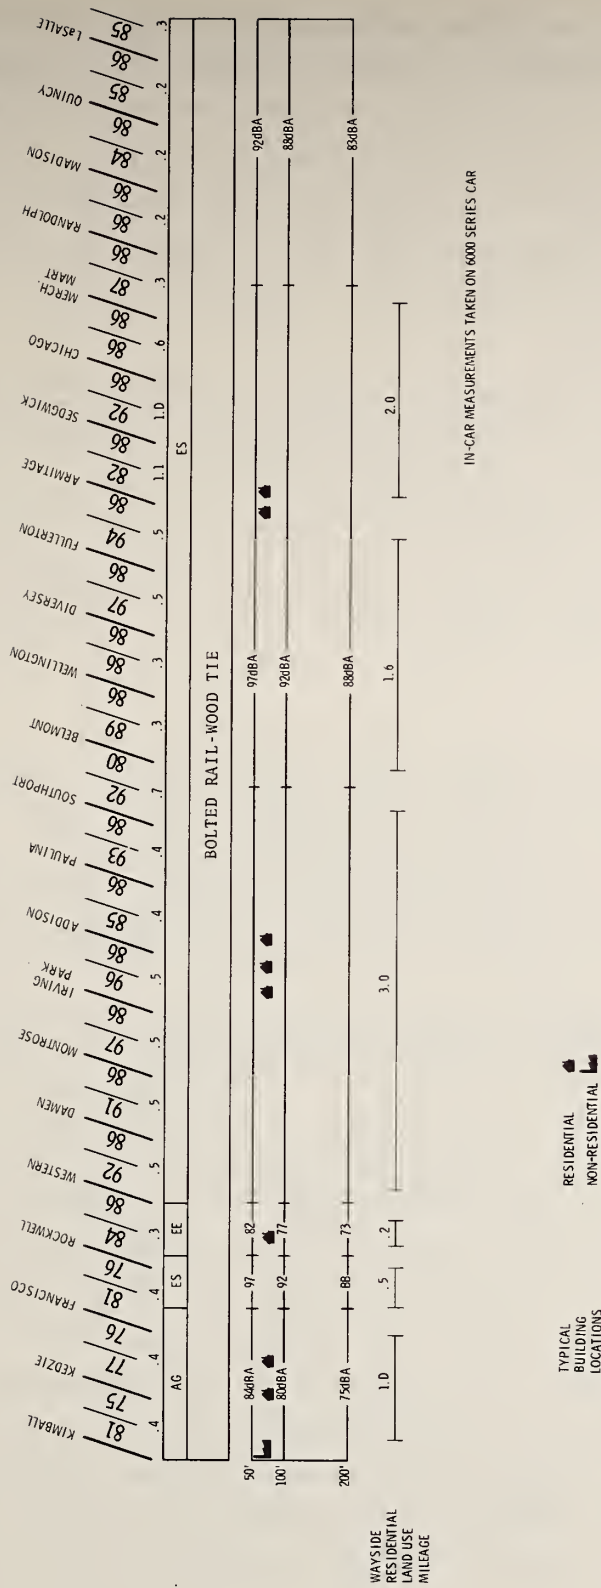 KIMBALL KEDZIE FRANCISCO ROCKWELL WESTERN DAMEN MONTROSE IRVING PARK ADDISON PAULINA SOUTHPORT BELMONT WELLINGTON DIVERSEY FULLERTON ARMITAGE SEDGWICK CHICAGO MERCH. MART RANDOLPH MADISON QUINCY LaSALLE
81 75 77 76 81 76 84 86 92 86 91 86 97 86 96 86 85 86 93 86 92 80 89 86 86 86 97 86 94 86 82 86 92 86 86 86 87 86 86 86 84 86 85 86 85
.4 .4 .4 .3 .5 .5 .5 .5 .4 .4 .7 .3 .3 .5 .5 1.1 1.0 .6 .3 .2 .2 .2 .3
AG ES EE ES
BOLTED RAIL-WOOD TIE
50' 84dBA 97 82 97dBA 92dBA
100' 80dBA 92 77 92dBA 88dBA
200' 75dBA 88 73 88dBA 83dBA
WAYSIDE
RESIDENTIAL
LAND USE
MILEAGE
1.0 .5 .2 3.0 1.6 2.0
IN-CAR MEASUREMENTS TAKEN ON 6000 SERIES CAR
TYPICAL
BUILDING
LOCATIONS
RESIDENTIAL
NON-RESIDENTIAL